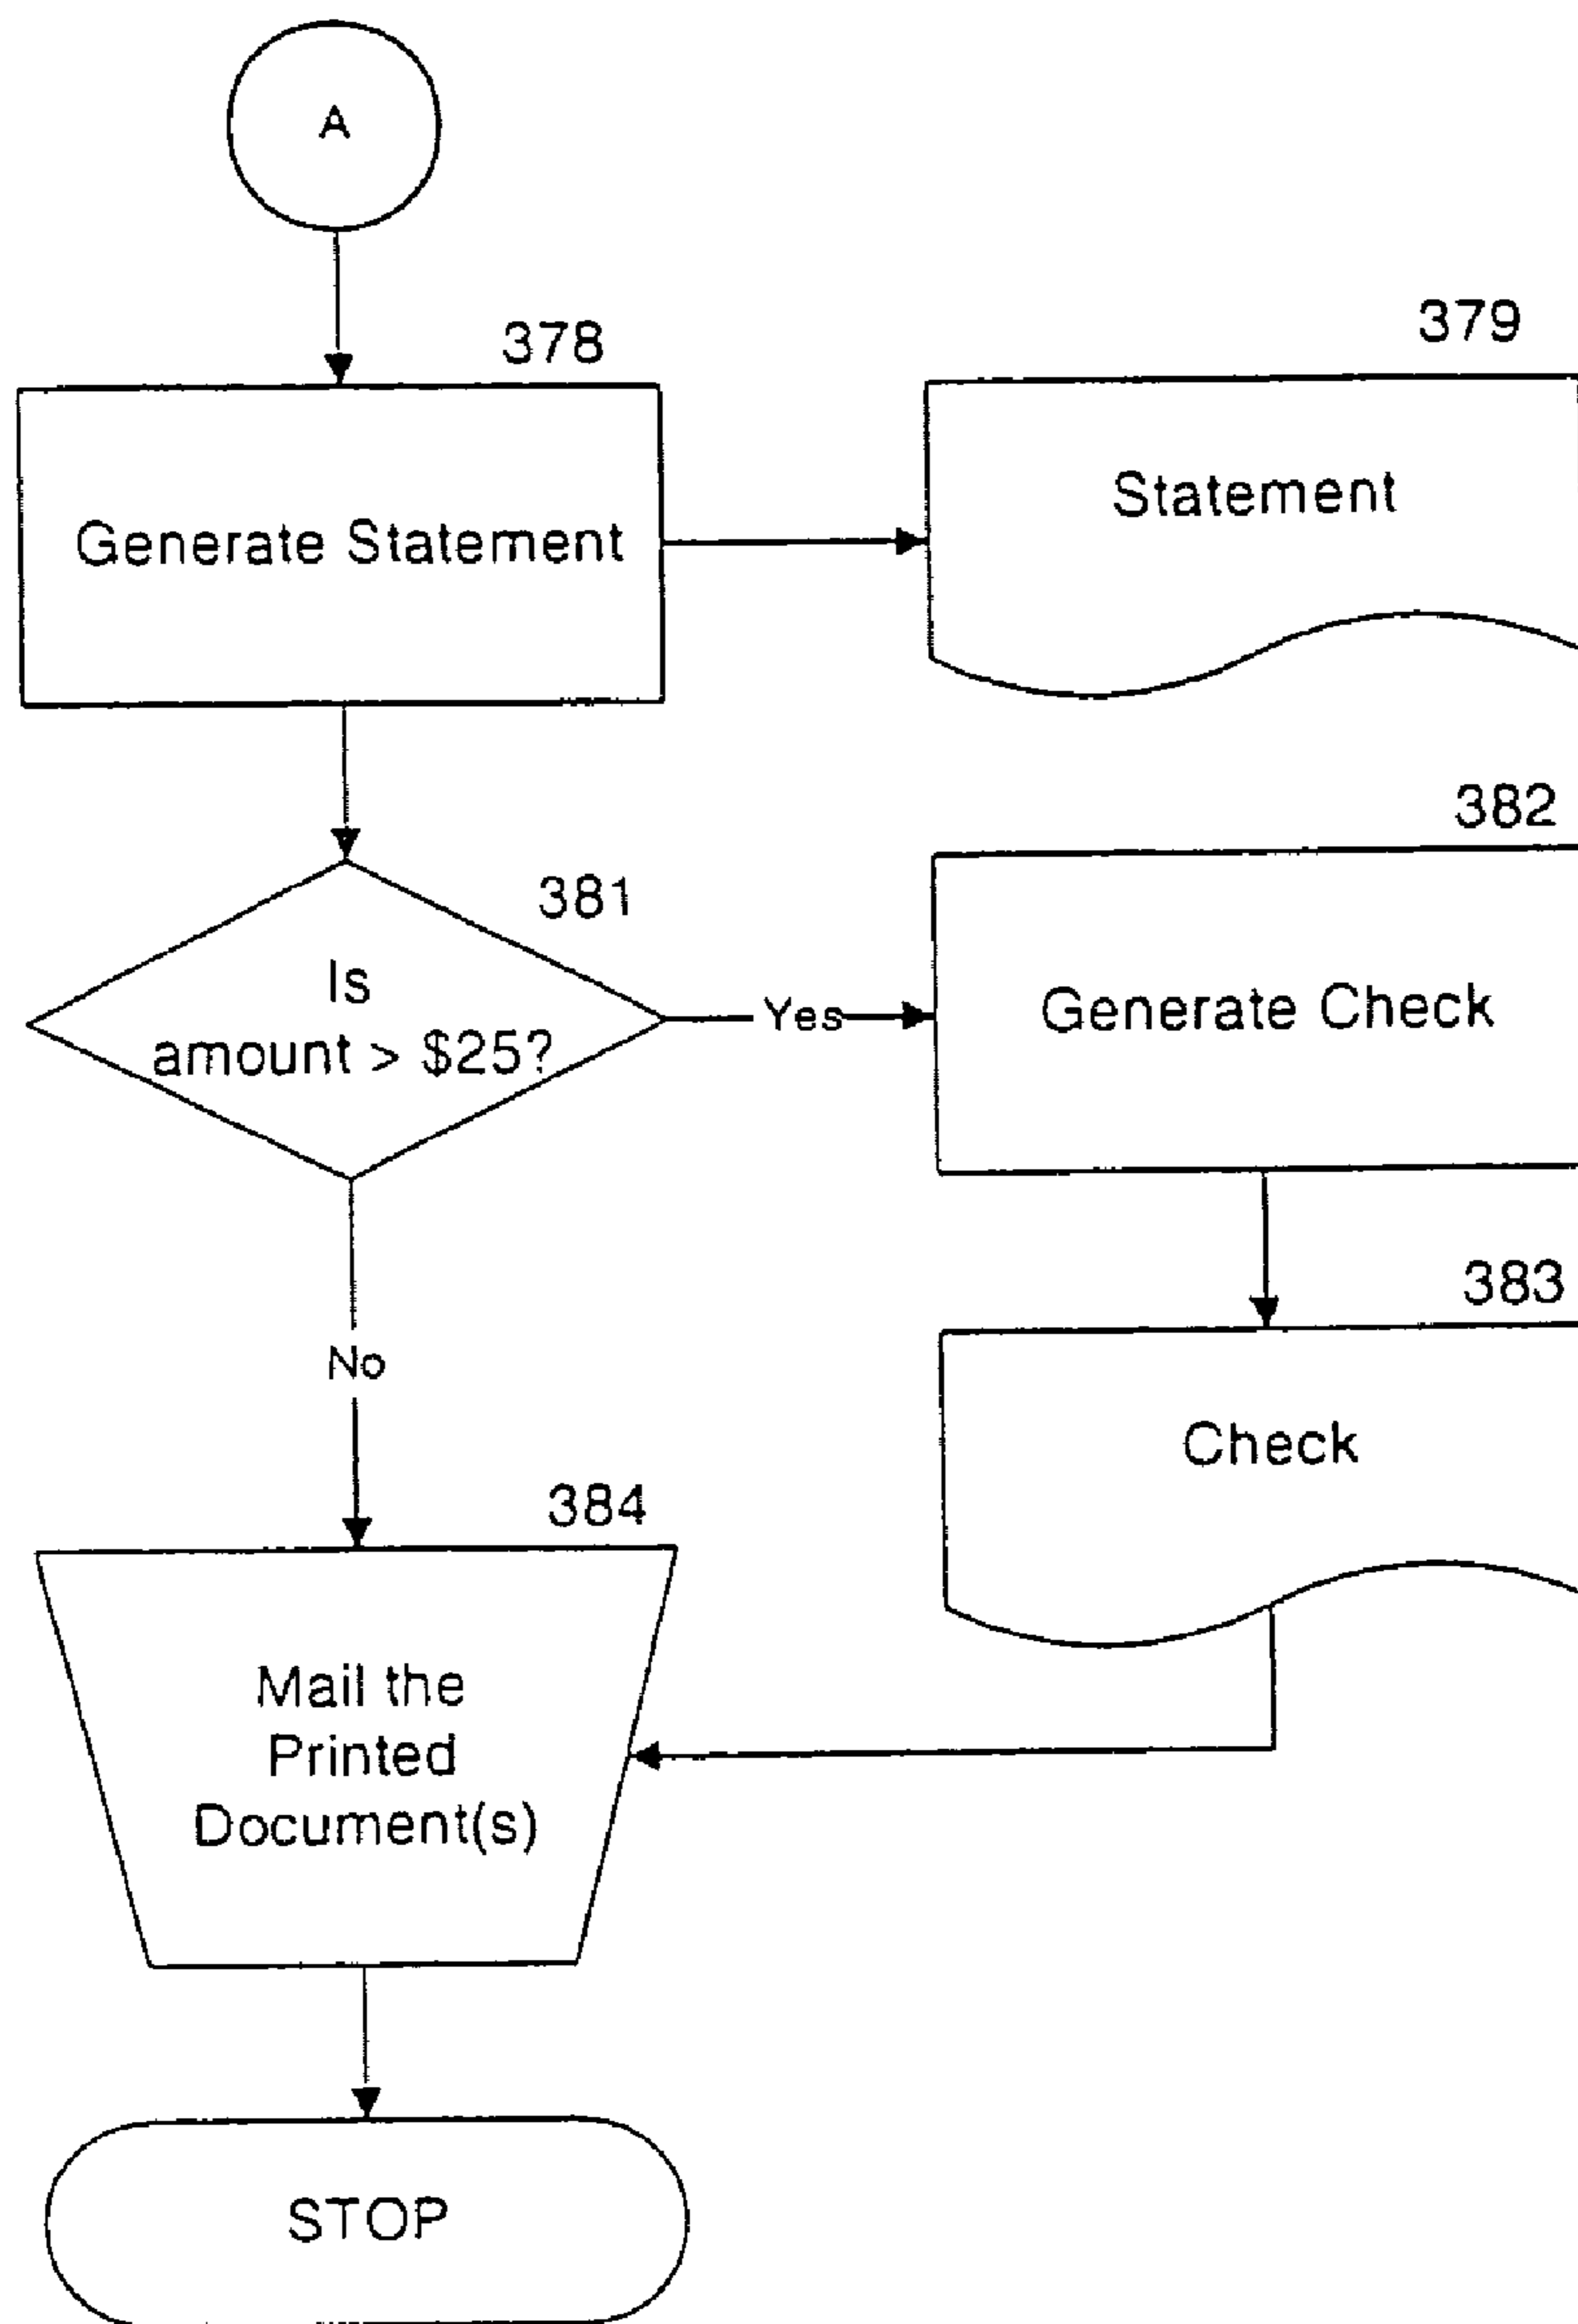 A
378
Generate Statement
379
Statement
381
Is
amount > $25?
Yes
382
Generate Check
383
Check
No
384
Mail the
Printed
Document(s)
STOP